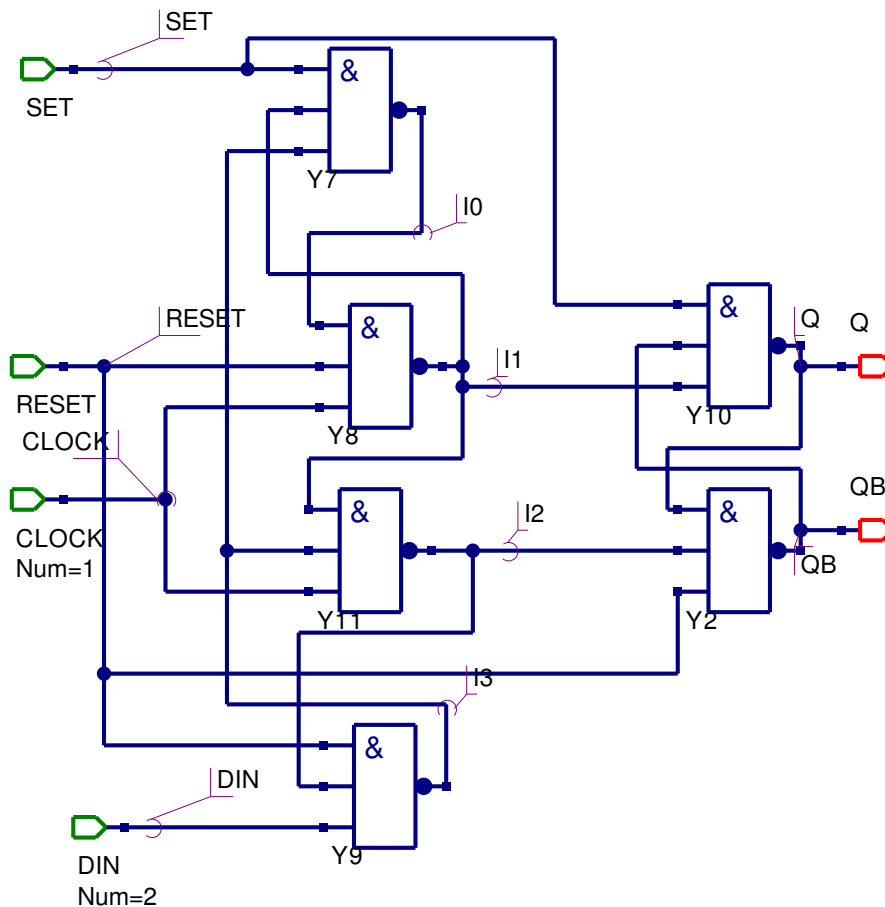 SET
&
SET
Y7
I0
&
RESET
&
Q
Q
I1
RESET
Y10
Y8
CLOCK
QB
&
I2
&
CLOCK
Num=1
QB
Y11
Y2
I3
&
DIN
Y9
DIN
Num=2